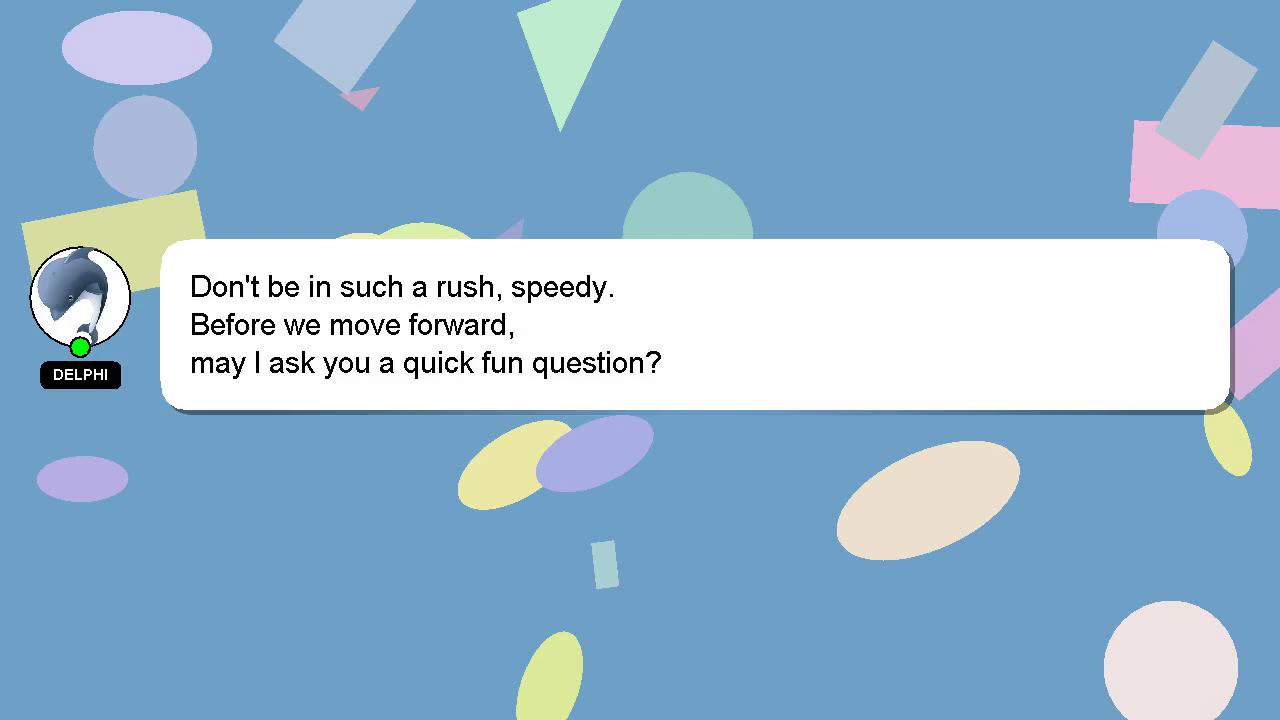 Don't be in such a rush, speedy.
Before we move forward,
may I ask you a quick fun question?
DELPHI